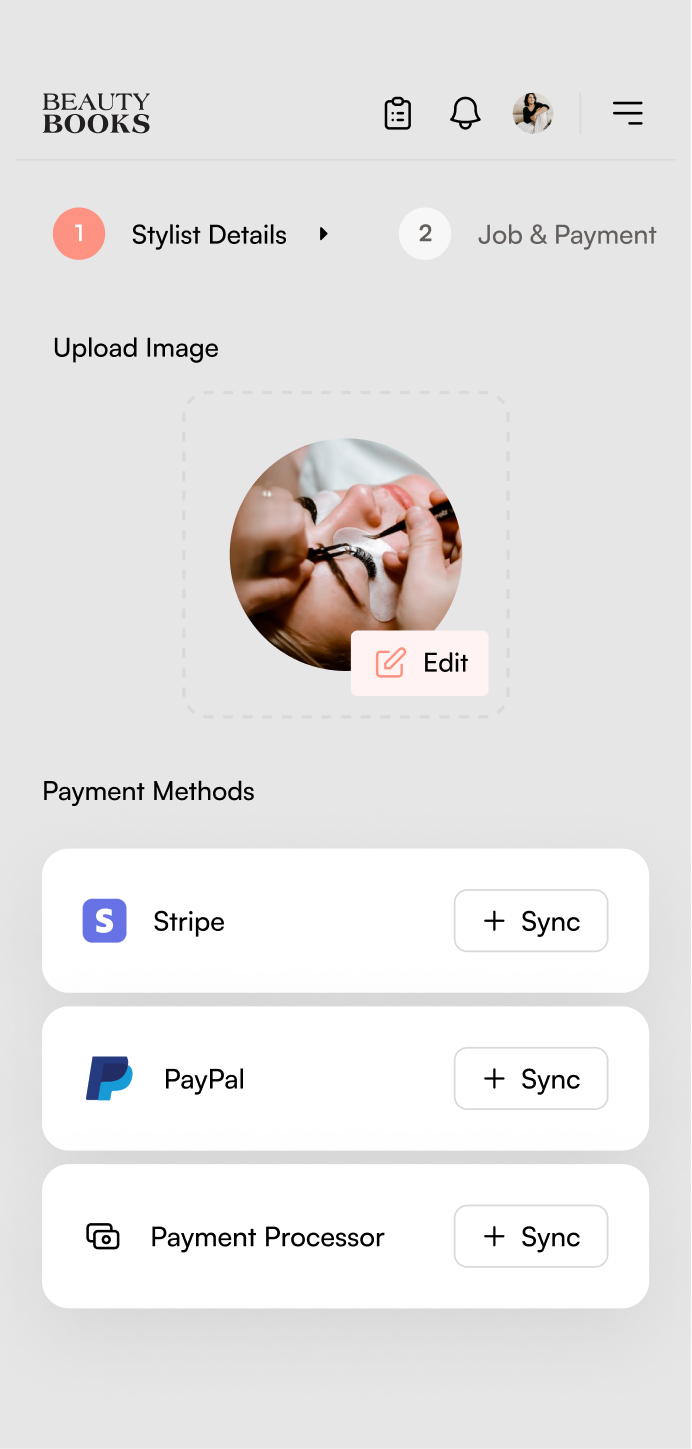 BEAUTY
BOOKS
1 Stylist Details 2 Job & Payment
Upload Image
Edit
Payment Methods
S Stripe + Sync
PayPal + Sync
Payment Processor + Sync